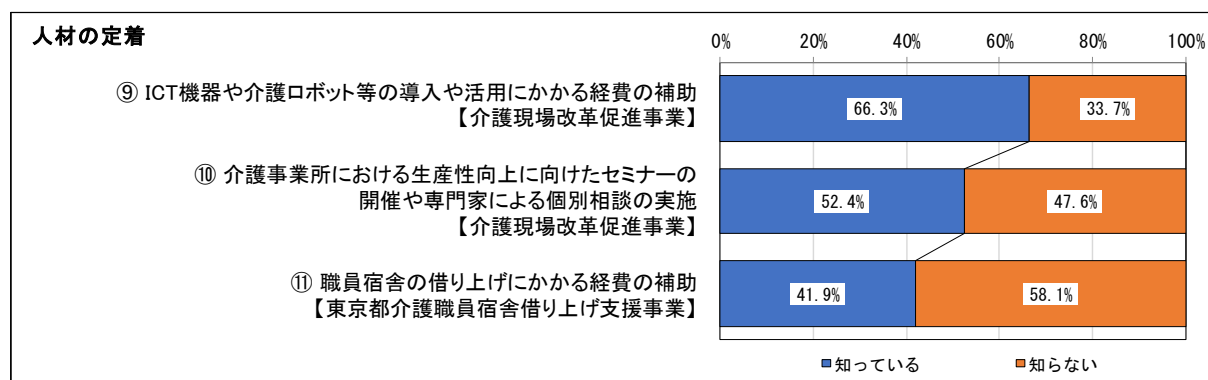 人材の定着
0% 20% 40% 60% 80% 100%
⑨ ICT機器や介護ロボット等の導入や活用にかかる経費の補助
【介護現場改革促進事業】
66.3% 33.7%
⑩ 介護事業所における生産性向上に向けたセミナーの
開催や専門家による個別相談の実施
【介護現場改革促進事業】
52.4% 47.6%
⑪ 職員宿舎の借り上げにかかる経費の補助
【東京都介護職員宿舎借り上げ支援事業】
41.9% 58.1%
知っている 知らない